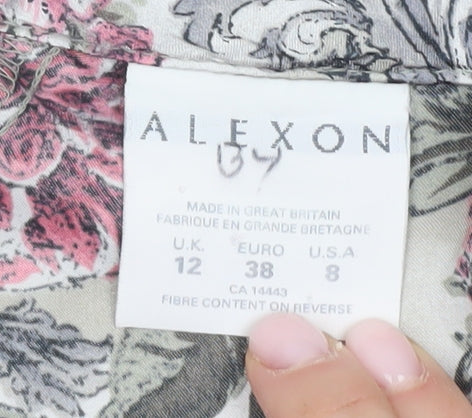 ALEXON
MADE IN GREAT BRITAIN
FABRIQUE EN GRANDE BRETAGNE
U.K. EURO U.S.A
12 38 8
CA 14443
FIBRE CONTENT ON REVERSE